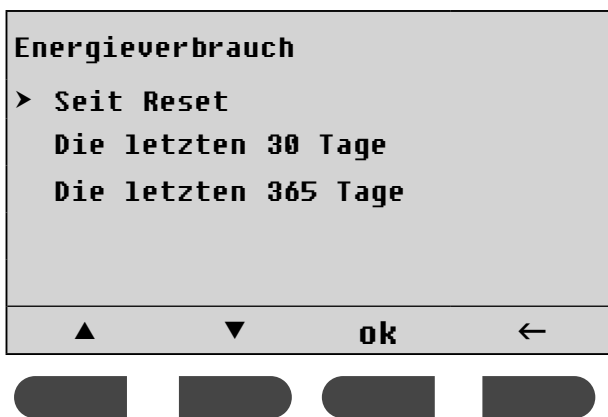 Energieverbrauch
➤ Seit Reset
Die letzten 30 Tage
Die letzten 365 Tage
▲ ▼ ok ←